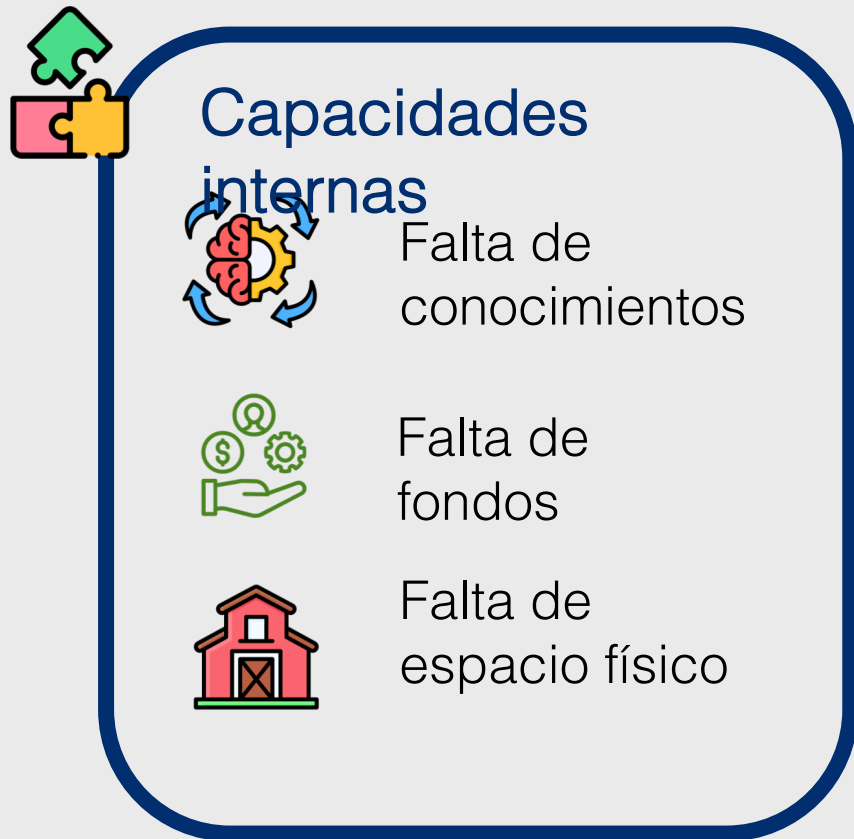 Capacidades
internas
Falta de
conocimientos
Falta de
fondos
Falta de
espacio físico